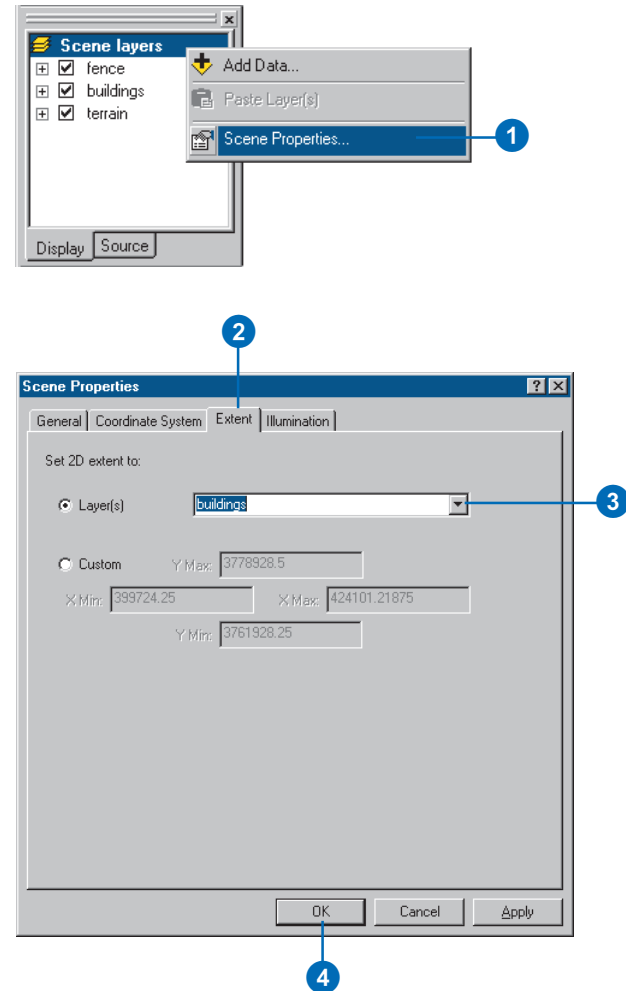 Scene layers
fence
buildings
terrain
Add Data...
Paste Layer(s)
Scene Properties...
1
Display Source
2
Scene Properties
General Coordinate System Extent Illumination
Set 2D extent to:
Layer(s) buildings
3
Custom Y Max: 3778928.5
X Min: 399724.25 X Max: 424101.21875
Y Min: 3761928.25
OK Cancel Apply
4